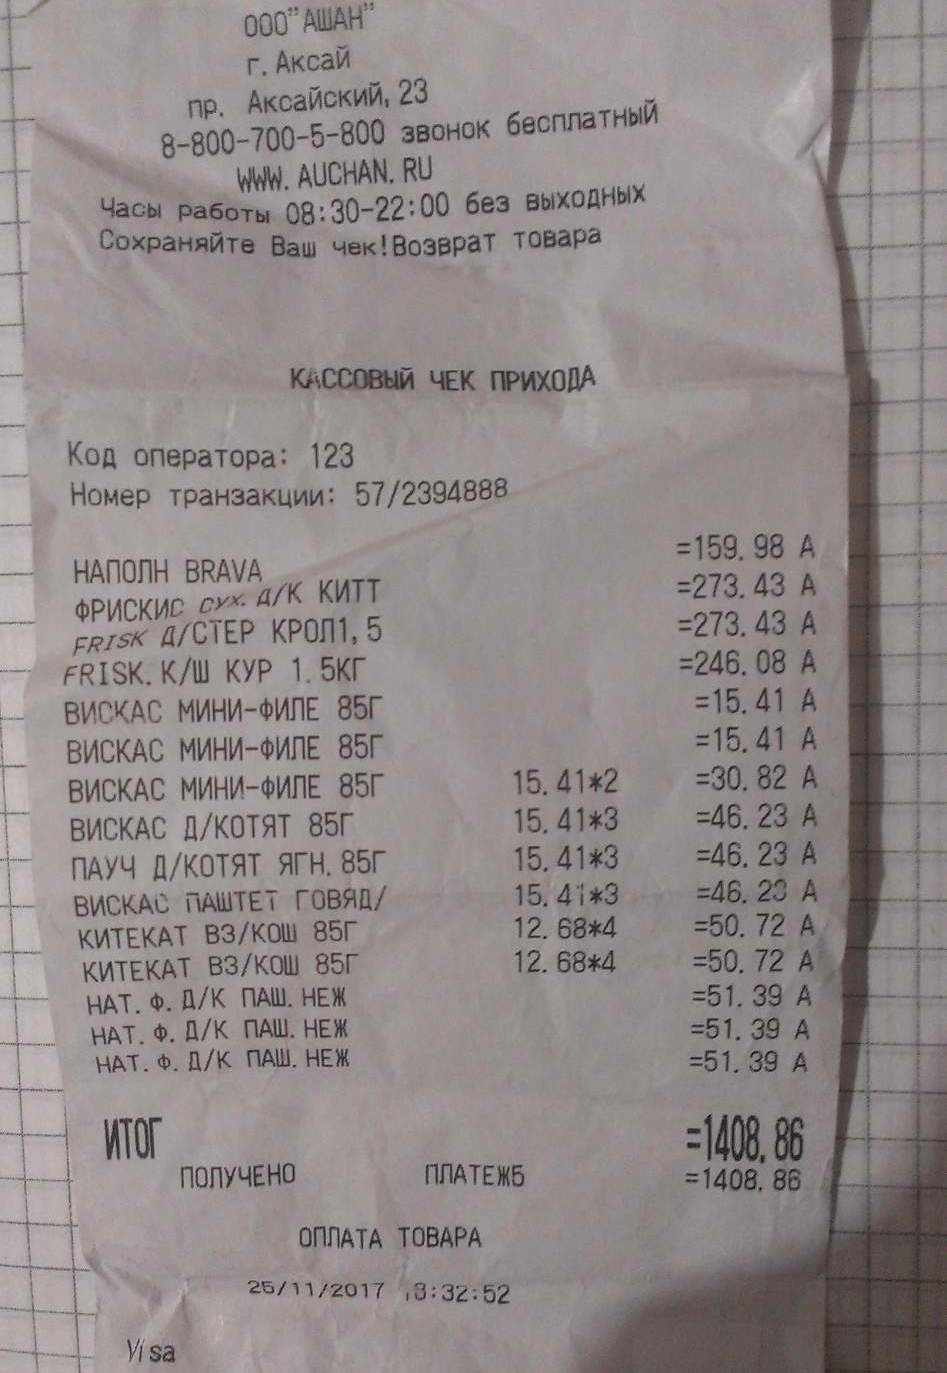 ООО"АШАН"
г. Аксай
пр. Аксайский, 23
8-800-700-5-800 звонок бесплатный
WWW. AUCHAN. RU
Часы работы 08:30-22:00 без выходных
Сохраняйте Ваш чек!Возврат товара
КАССОВЫЙ ЧЕК ПРИХОДА
Код оператора: 123
Номер транзакции: 57/2394888
НАПОЛН BRAVA =159.98 А
ФРИСКИС СУХ. Д/К КИТТ =273.43 А
FRISK Д/СТЕР КРОЛ1,5 =273.43 А
FRISK. К/Ш КУР 1.5КГ =246.08 А
ВИСКАС МИНИ-ФИЛЕ 85Г =15.41 А
ВИСКАС МИНИ-ФИЛЕ 85Г =15.41 А
ВИСКАС МИНИ-ФИЛЕ 85Г 15.41*2 =30.82 А
ВИСКАС Д/КОТЯТ 85Г 15.41*3 =46.23 А
ПАУЧ Д/КОТЯТ ЯГН. 85Г 15.41*3 =46.23 А
ВИСКАС ПАШТЕТ ГОВЯД/ 15.41*3 =46.23 А
КИТЕКАТ ВЗ/КОШ 85Г 12.68*4 =50.72 А
КИТЕКАТ ВЗ/КОШ 85Г 12.68*4 =50.72 А
НАТ. Ф. Д/К ПАШ. НЕЖ =51.39 А
НАТ. Ф. Д/К ПАШ. НЕЖ =51.39 А
НАТ. Ф. Д/К ПАШ. НЕЖ =51.39 А
ИТОГ =1408.86
ПОЛУЧЕНО ПЛАТЕЖ5 =1408.86
ОПЛАТА ТОВАРА
25/11/2017
Visa